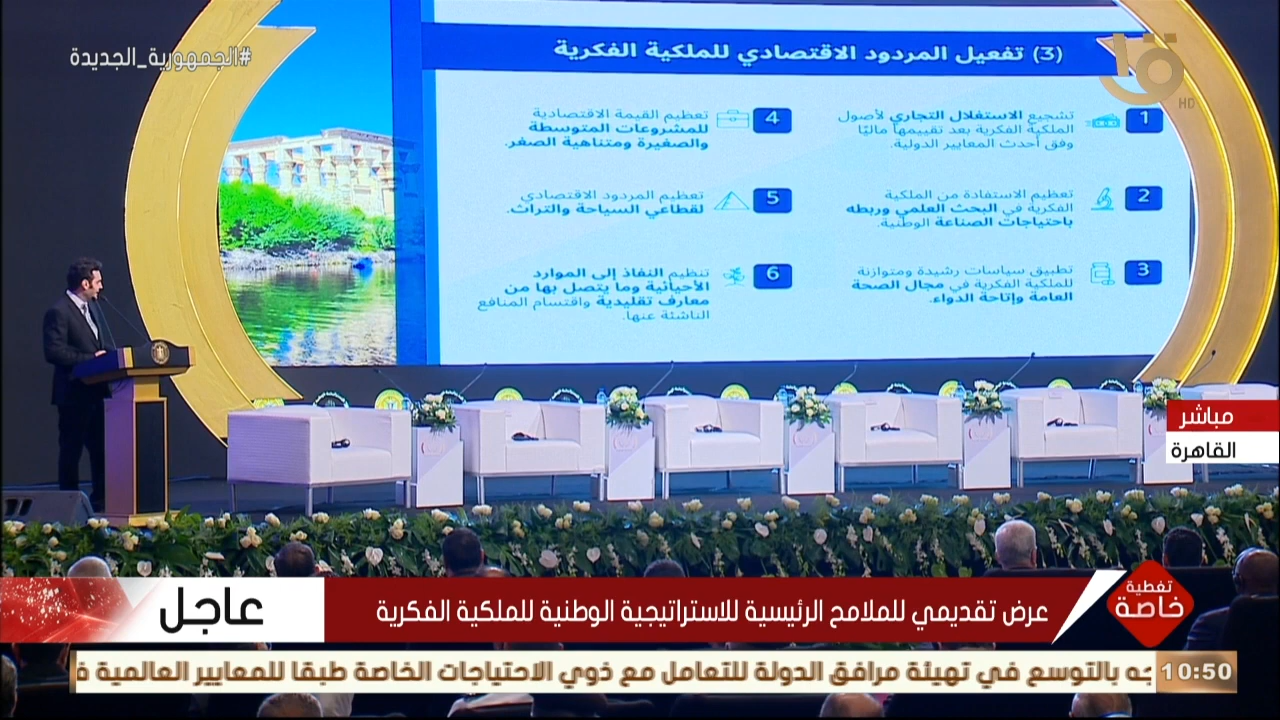 #الجمهورية_الجديدة
HD
(3) تفعيل المردود الاقتصادي للملكية الفكرية
1
تشجيع الاستغلال التجاري لأصول
الملكية الفكرية بعد تقييمها ماليًا
وفق أحدث المعايير الدولية.
2
تعظيم الاستفادة من الملكية
الفكرية في البحث العلمي وربطه
باحتياجات الصناعة الوطنية.
3
تطبيق سياسات رشيدة ومتوازنة
للملكية الفكرية في مجال الصحة
العامة وإتاحة الدواء.
4
تعظيم القيمة الاقتصادية
للمشروعات المتوسطة
والصغيرة ومتناهية الصغر.
5
تعظيم المردود الاقتصادي
لقطاعي السياحة والتراث.
6
تنظيم النفاذ إلى الموارد
الأحيائية وما يتصل بها من
معارف تقليدية واقتسام المنافع
الناشئة عنها.
مباشر
القاهرة
تغطية
خاصة
عرض تقديمي للملامح الرئيسية للاستراتيجية الوطنية للملكية الفكرية
عاجل
10:50
جه بالتوسع في تهيئة مرافق الدولة للتعامل مع ذوي الاحتياجات الخاصة طبقا للمعايير العالمية